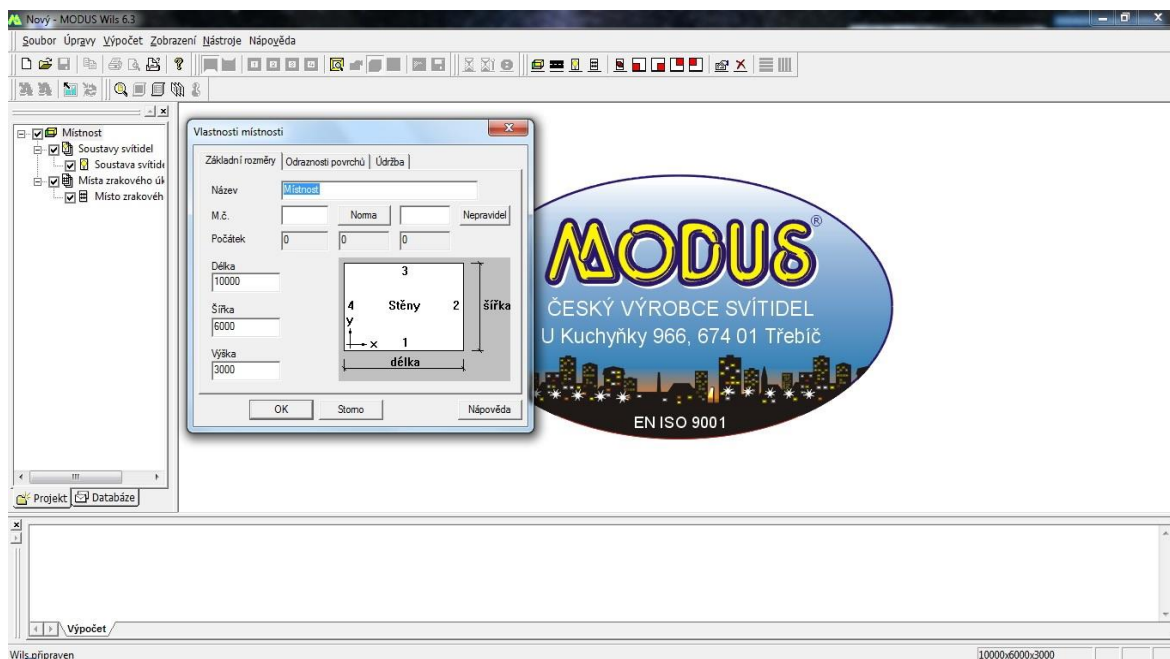 Nový - MODUS Wils 6.3
Soubor Úpravy Výpočet Zobrazení Nástroje Nápověda
Místnost
Soustavy svítidel
Soustava svítide
Místa zrakového úk
Místo zrakovéh
Projekt Databáze
Vlastnosti místnosti
Základní rozměry Odraznosti povrchů Údržba
Název Místnost
M.č. Norma Nepravidel
Počátek 0 0 0
Délka
10000
Šířka
6000
Výška
3000
3
4 Stěny 2 šířka
y
x 1
délka
OK Storno Nápověda
MODUS®
ČESKÝ VÝROBCE SVÍTIDEL
U Kuchyňky 966, 674 01 Třebíč
EN ISO 9001
Výpočet
Wils připraven 10000x6000x3000